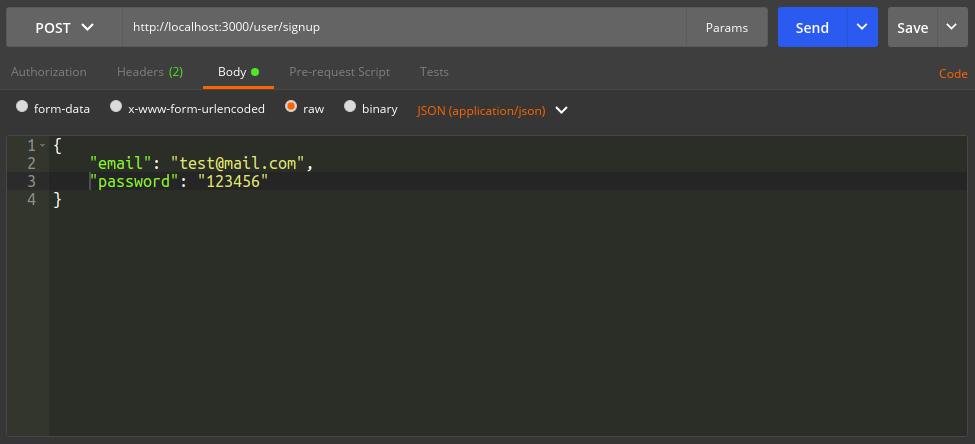 POST http://localhost:3000/user/signup Params Send Save
Authorization Headers (2) Body Pre-request Script Tests Code
form-data x-www-form-urlencoded raw binary JSON (application/json)
1 {
2 "email": "test@mail.com",
3 "password": "123456"
4 }